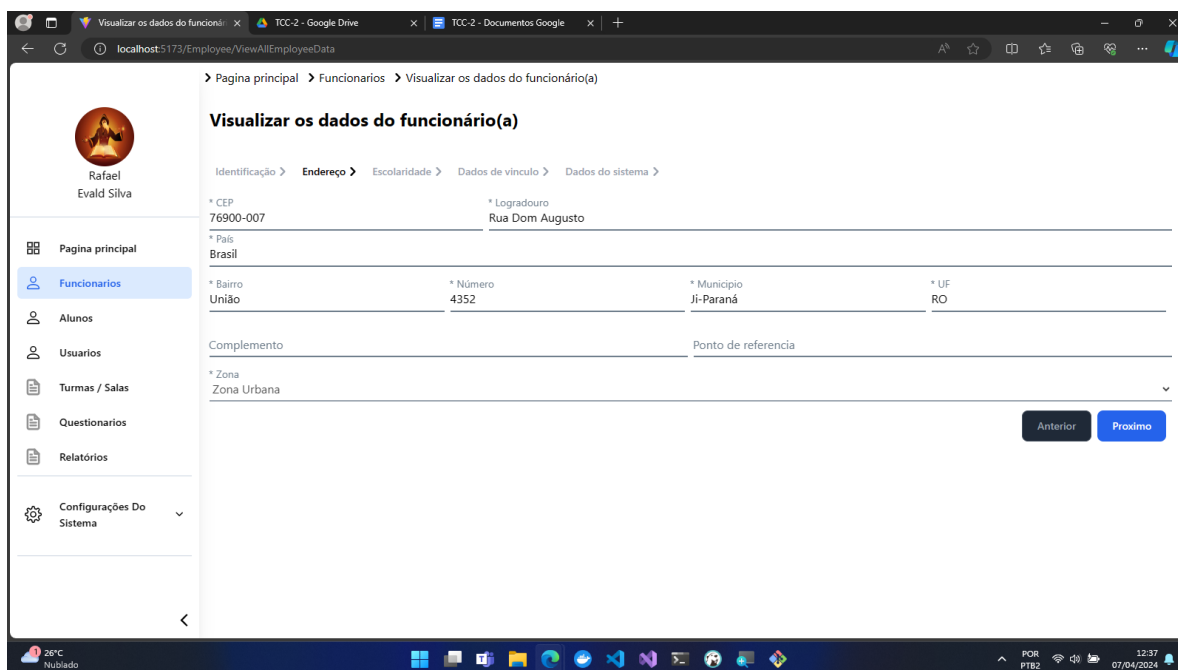 Visualizar os dados do funcionár
TCC-2 - Google Drive
TCC-2 - Documentos Google
localhost:5173/Employee/ViewAllEmployeeData
Pagina principal Funcionarios Visualizar os dados do funcionário(a)
Visualizar os dados do funcionário(a)
Rafael
Evald Silva
Identificação Endereço Escolaridade Dados de vinculo Dados do sistema
* CEP * Logradouro
76900-007 Rua Dom Augusto
* País
Brasil
* Bairro * Número * Municipio * UF
União 4352 Ji-Paraná RO
Complemento Ponto de referencia
* Zona
Zona Urbana
Anterior Proximo
Pagina principal
Funcionarios
Alunos
Usuarios
Turmas / Salas
Questionarios
Relatórios
Configurações Do
Sistema
1
26°C
Nublado
POR
PTB2
12:37
07/04/2024